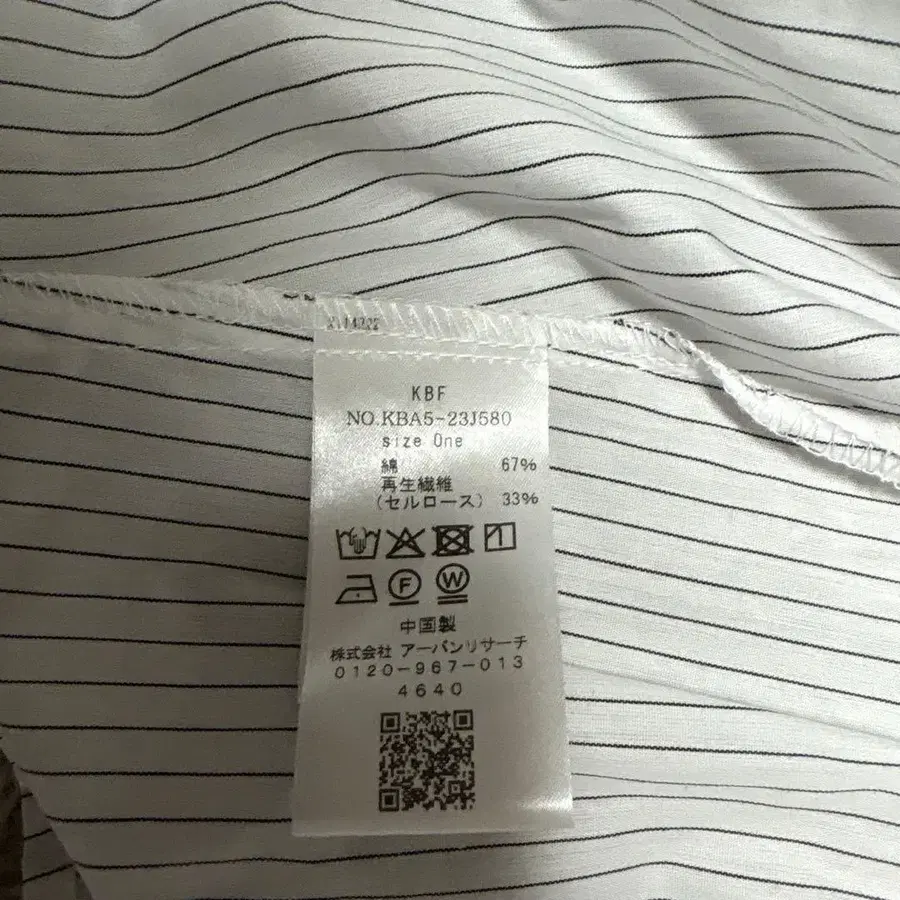 KBF
NO.KBA5-23J580
size One
綿 67%
再生繊維
(セルロース) 33%
F W
中国製
株式会社 アーバンリサーチ
0120-967-013
4640